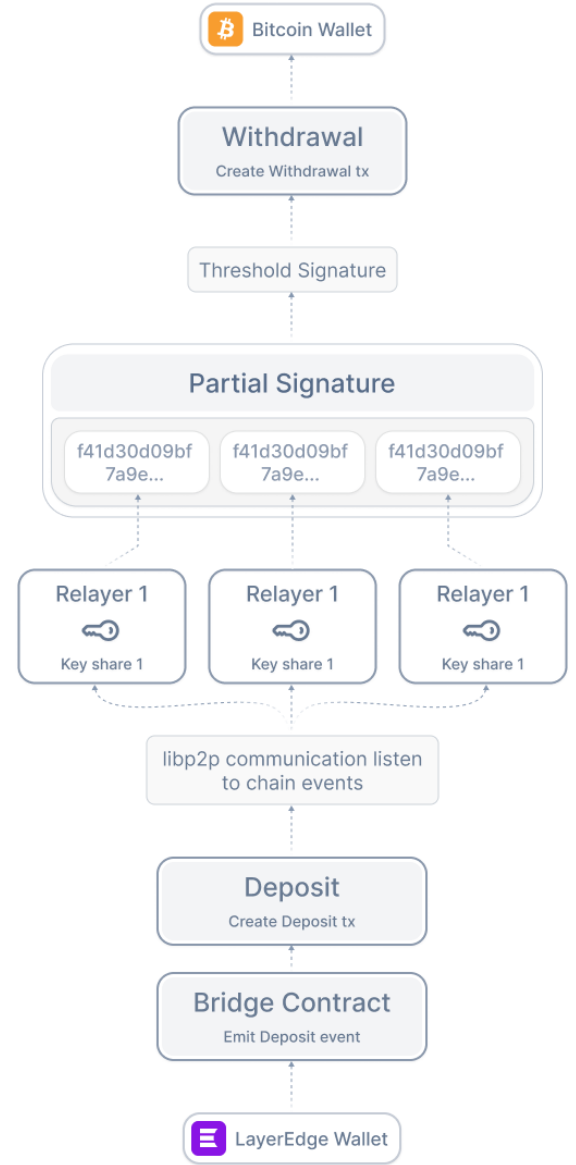 Bitcoin Wallet
Withdrawal
Create Withdrawal tx
Threshold Signature
Partial Signature
f41d30d09bf
7a9e...
f41d30d09bf
7a9e...
f41d30d09bf
7a9e...
Relayer 1
Key share 1
Relayer 1
Key share 1
Relayer 1
Key share 1
libp2p communication listen
to chain events
Deposit
Create Deposit tx
Bridge Contract
Emit Deposit event
LayerEdge Wallet